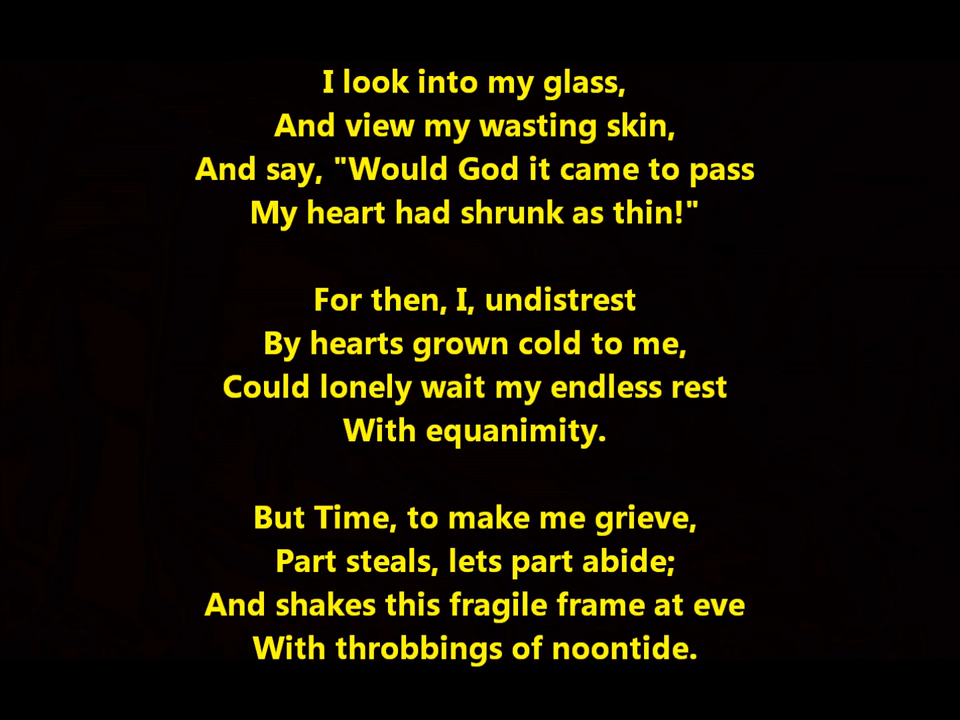 I look into my glass,
And view my wasting skin,
And say, "Would God it came to pass
My heart had shrunk as thin!"
For then, I, undistrest
By hearts grown cold to me,
Could lonely wait my endless rest
With equanimity.
But Time, to make me grieve,
Part steals, lets part abide;
And shakes this fragile frame at eve
With throbbings of noontide.